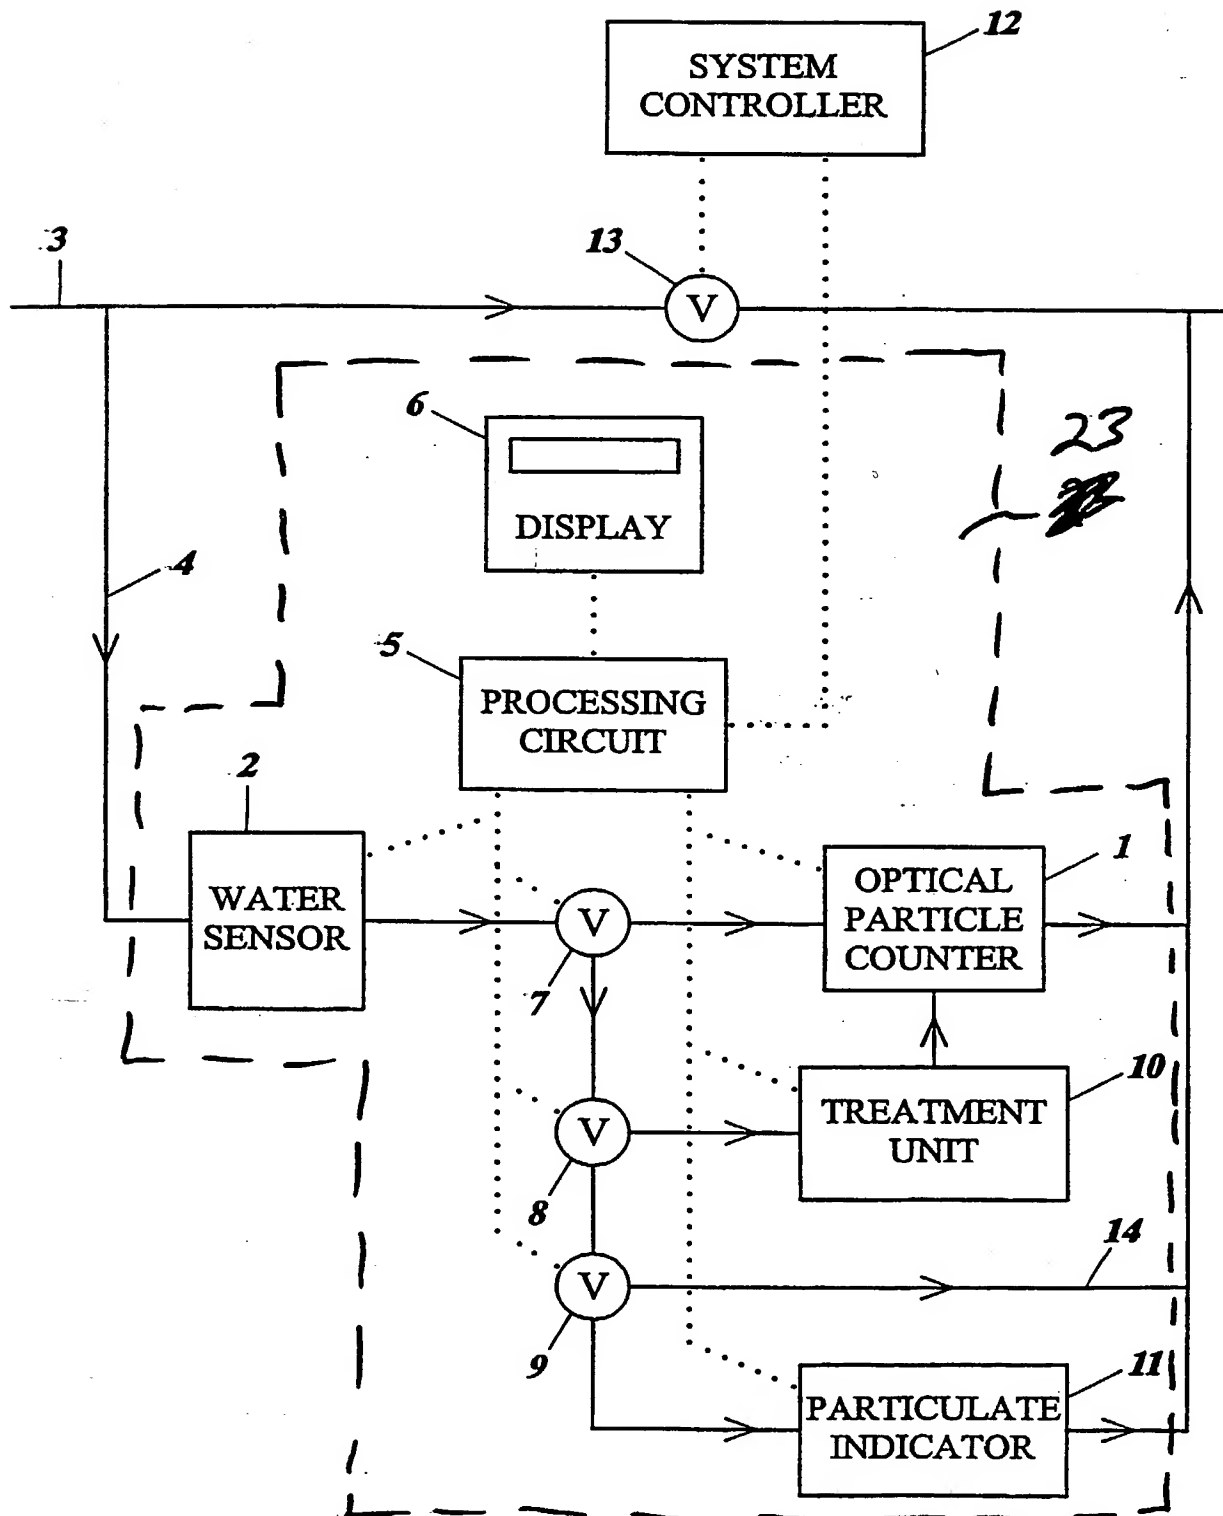 12
SYSTEM
CONTROLLER
3
13
V
6
23
DISPLAY
4
5
PROCESSING
CIRCUIT
2
1
WATER
SENSOR
V
OPTICAL
PARTICLE
COUNTER
7
10
V
TREATMENT
UNIT
8
14
V
9
11
PARTICULATE
INDICATOR